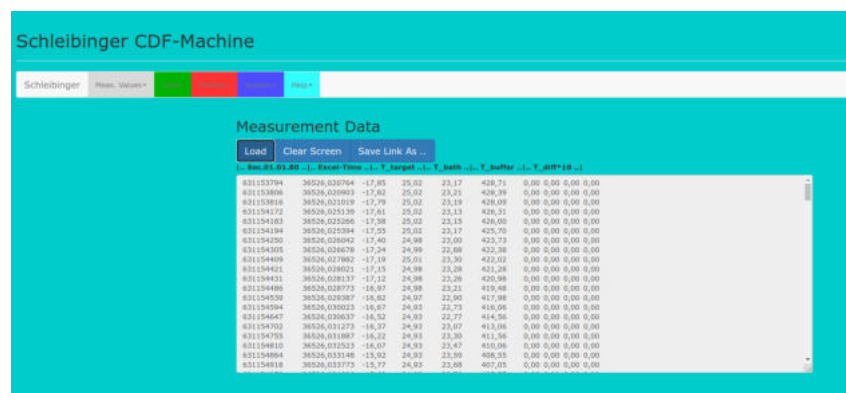 Schleibinger CDF-Machine
Schleibinger Meas. Values Help
Measurement Data
Load Clear Screen Save Link As ..
|.. Sec.01.01.80 ..|.. Excel-Time ..|.. T_target ..|.. T_bath ..|.. T_buffer ..|.. T_diff*10 ..|
631153794 36526,020764 -17,85 25,02 23,17 428,71 0,00 0,00 0,00 0,00
631153806 36526,020903 -17,82 25,02 23,21 428,39 0,00 0,00 0,00 0,00
631153816 36526,021019 -17,79 25,02 23,19 428,09 0,00 0,00 0,00 0,00
631154172 36526,025139 -17,61 25,02 23,13 426,31 0,00 0,00 0,00 0,00
631154183 36526,025266 -17,58 25,02 23,15 426,00 0,00 0,00 0,00 0,00
631154194 36526,025394 -17,55 25,02 23,17 425,70 0,00 0,00 0,00 0,00
631154250 36526,026042 -17,40 24,98 23,00 423,73 0,00 0,00 0,00 0,00
631154305 36526,026678 -17,24 24,99 22,68 422,38 0,00 0,00 0,00 0,00
631154409 36526,027882 -17,19 25,01 23,30 422,02 0,00 0,00 0,00 0,00
631154421 36526,028021 -17,15 24,98 23,28 421,28 0,00 0,00 0,00 0,00
631154431 36526,028137 -17,12 24,98 23,26 420,98 0,00 0,00 0,00 0,00
631154486 36526,028773 -16,97 24,98 23,21 419,48 0,00 0,00 0,00 0,00
631154539 36526,029387 -16,82 24,97 22,90 417,98 0,00 0,00 0,00 0,00
631154594 36526,030023 -16,67 24,93 22,73 416,06 0,00 0,00 0,00 0,00
631154647 36526,030637 -16,52 24,93 22,77 414,56 0,00 0,00 0,00 0,00
631154702 36526,031273 -16,37 24,93 23,07 413,06 0,00 0,00 0,00 0,00
631154755 36526,031887 -16,22 24,93 23,30 411,56 0,00 0,00 0,00 0,00
631154810 36526,032523 -16,07 24,93 23,47 410,06 0,00 0,00 0,00 0,00
631154864 36526,033148 -15,92 24,93 23,59 408,55 0,00 0,00 0,00 0,00
631154918 36526,033773 -15,77 24,93 23,68 407,05 0,00 0,00 0,00 0,00